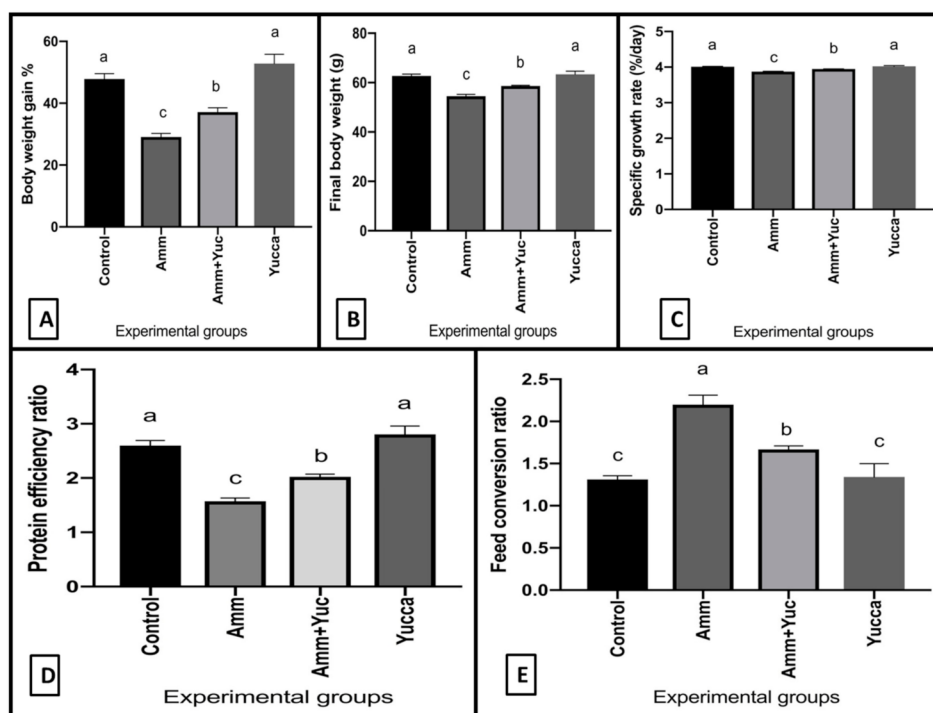 Body weight gain %
60
40
20
0
a
c
b
a
Control
Amm
Amm+Yuc
Yucca
A
Experimental groups
Final body weight (g)
80
60
40
20
0
a
c
b
a
Control
Amm
Amm+Yuc
Yucca
B
Experimental groups
Specific growth rate (%/day)
5
4
3
2
1
0
a
c
b
a
Control
Amm
Amm+Yuc
Yucca
C
Experimental groups
Protein efficiency ratio
4
3
2
1
0
a
c
b
a
Control
Amm
Amm+Yuc
Yucca
D
Experimental groups
Feed conversion ratio
2.5
2.0
1.5
1.0
0.5
0.0
c
a
b
c
Control
Amm
Amm+Yuc
Yucca
E
Experimental groups